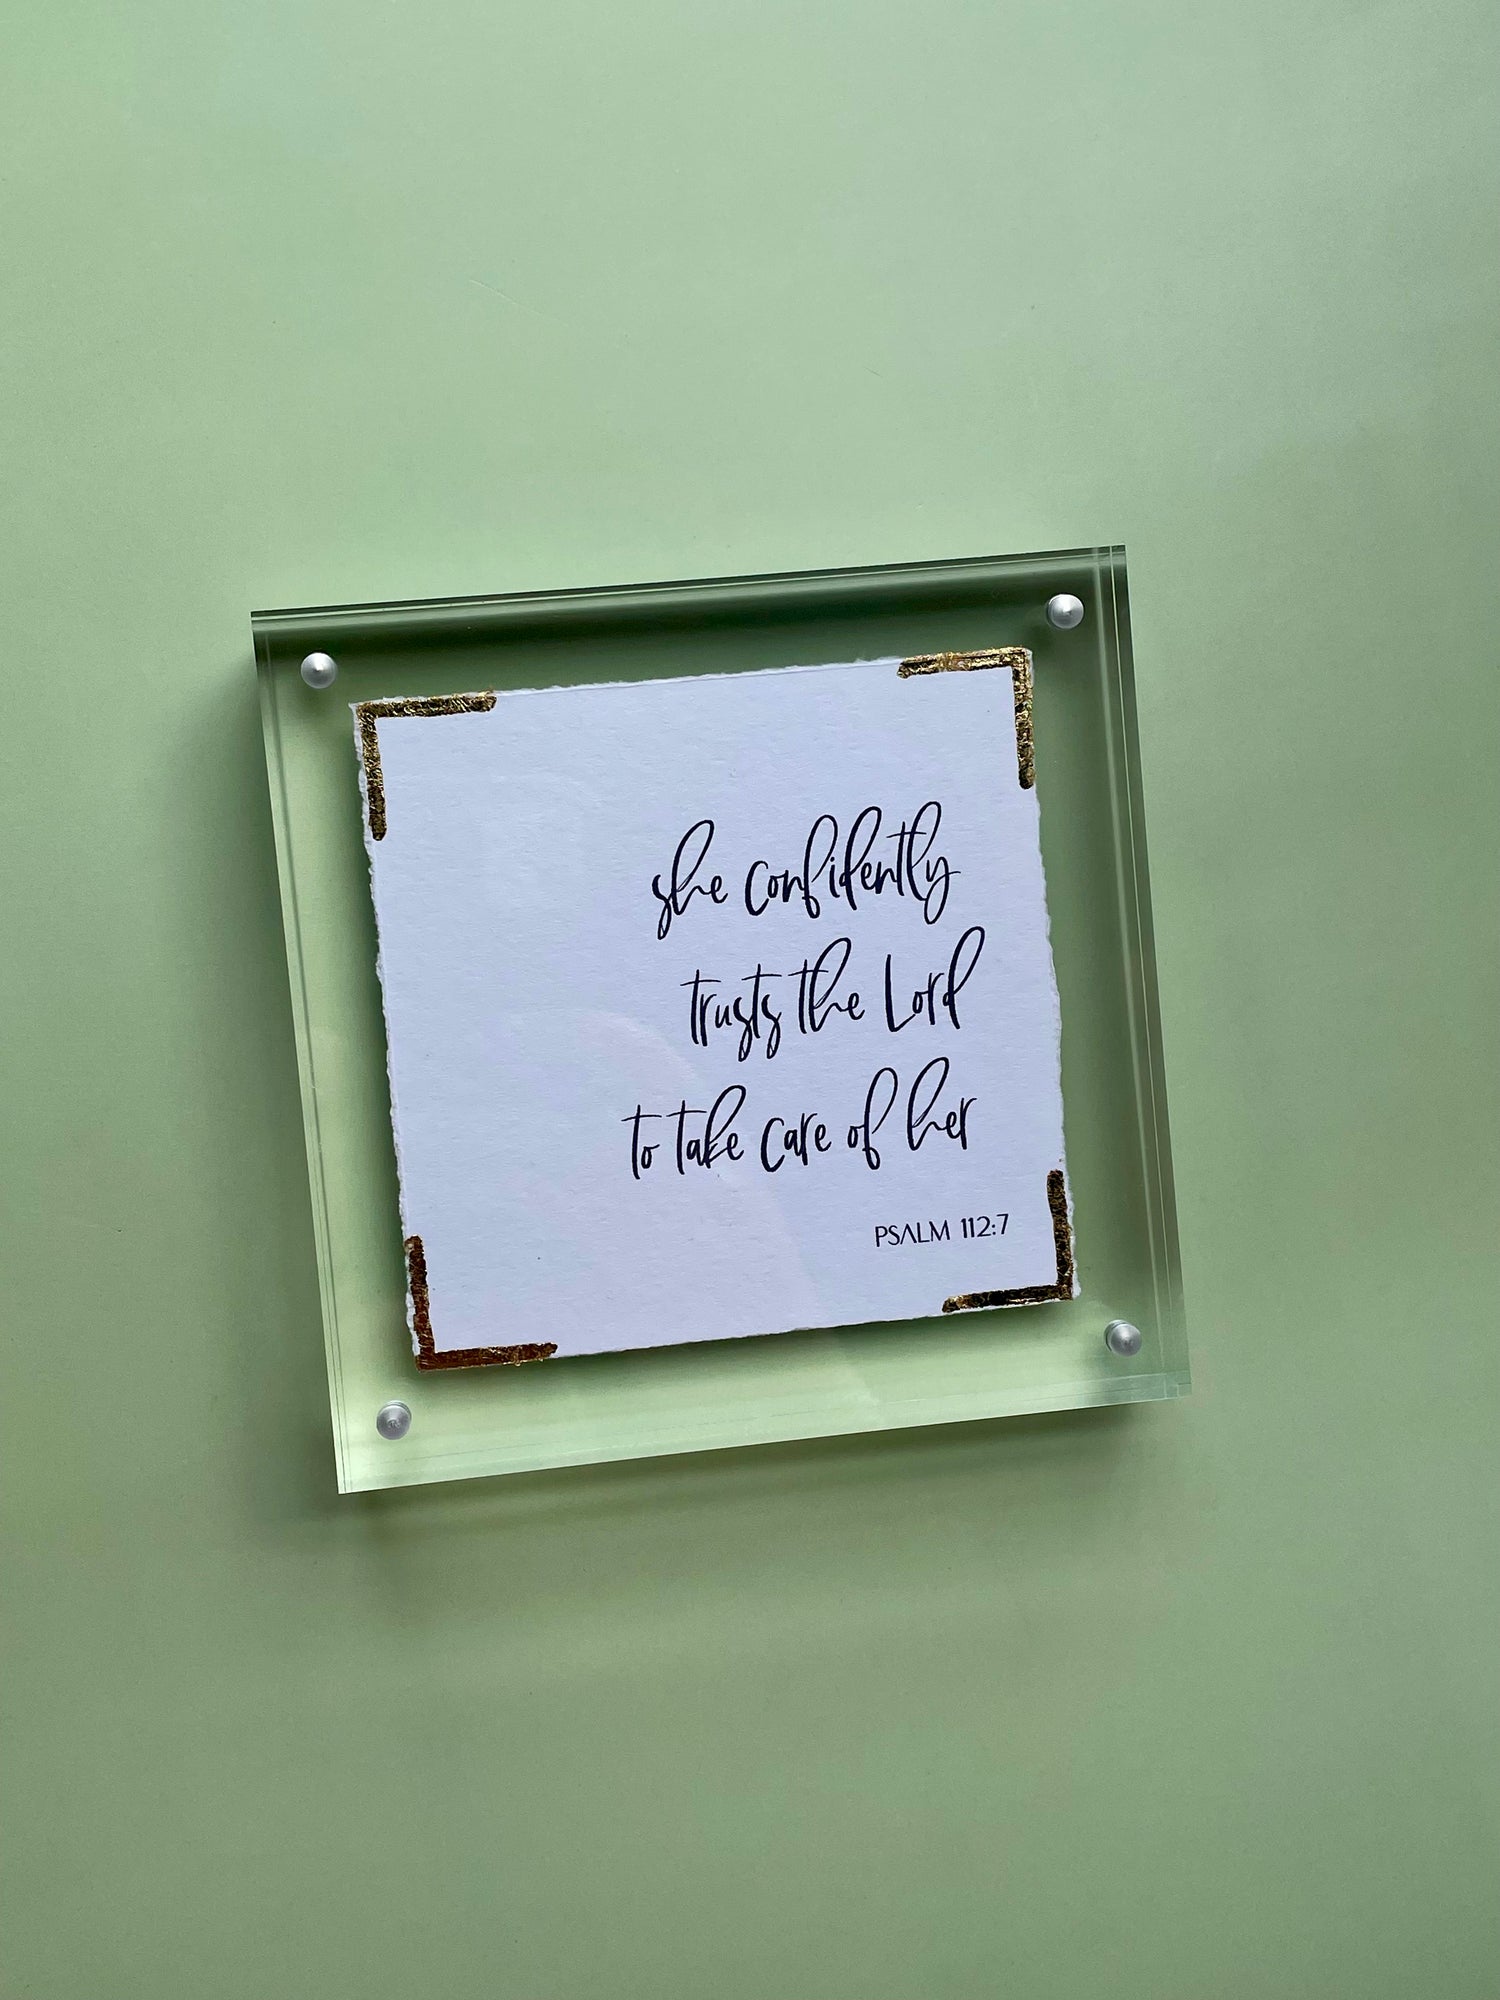 she confidently
trusts the Lord
to take care of her
PSALM 112:7